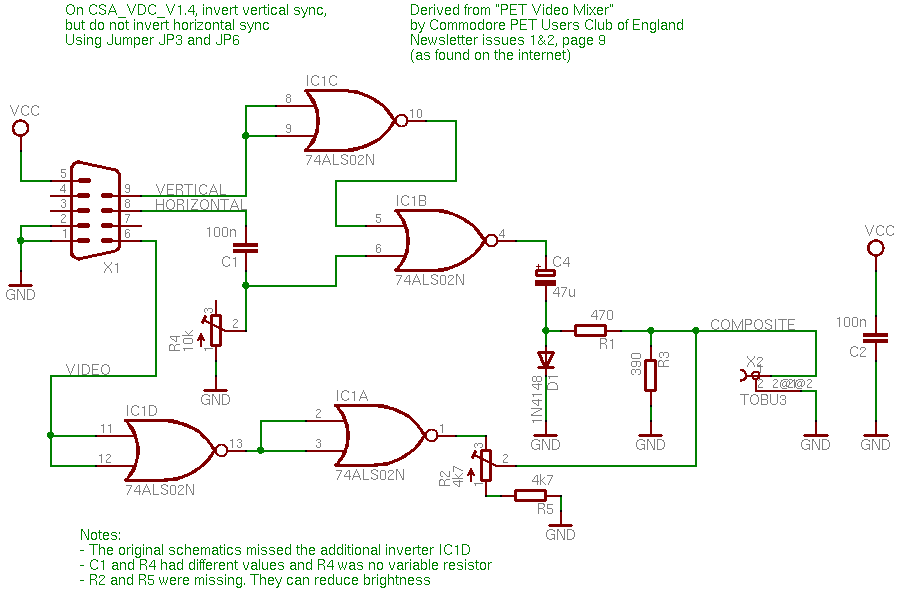 On CSA_VDC_V1.4, invert vertical sync,
but do not invert horizontal sync
Using Jumper JP3 and JP6
Derived from "PET Video Mixer"
by Commodore PET Users Club of England
Newsletter issues 1&2, page 9
(as found on the internet)
VCC
5
4
3
2
1
9
8
7
6
X1
GND
VERTICAL
HORIZONTAL
IC1C
8
9
10
74ALS02N
IC1B
5
6
4
74ALS02N
100n
C1
R4
10k
3
2
1
GND
C4
+
47u
470
R1
1N4148
D1
GND
390
R3
GND
COMPOSITE
X2
1
2
2@1
2@2
TOBU3
GND
VCC
100n
C2
GND
VIDEO
IC1D
11
12
13
74ALS02N
IC1A
2
3
1
74ALS02N
R2
4k7
3
2
1
4k7
R5
GND
Notes:
- The original schematics missed the additional inverter IC1D
- C1 and R4 had different values and R4 was no variable resistor
- R2 and R5 were missing. They can reduce brightness